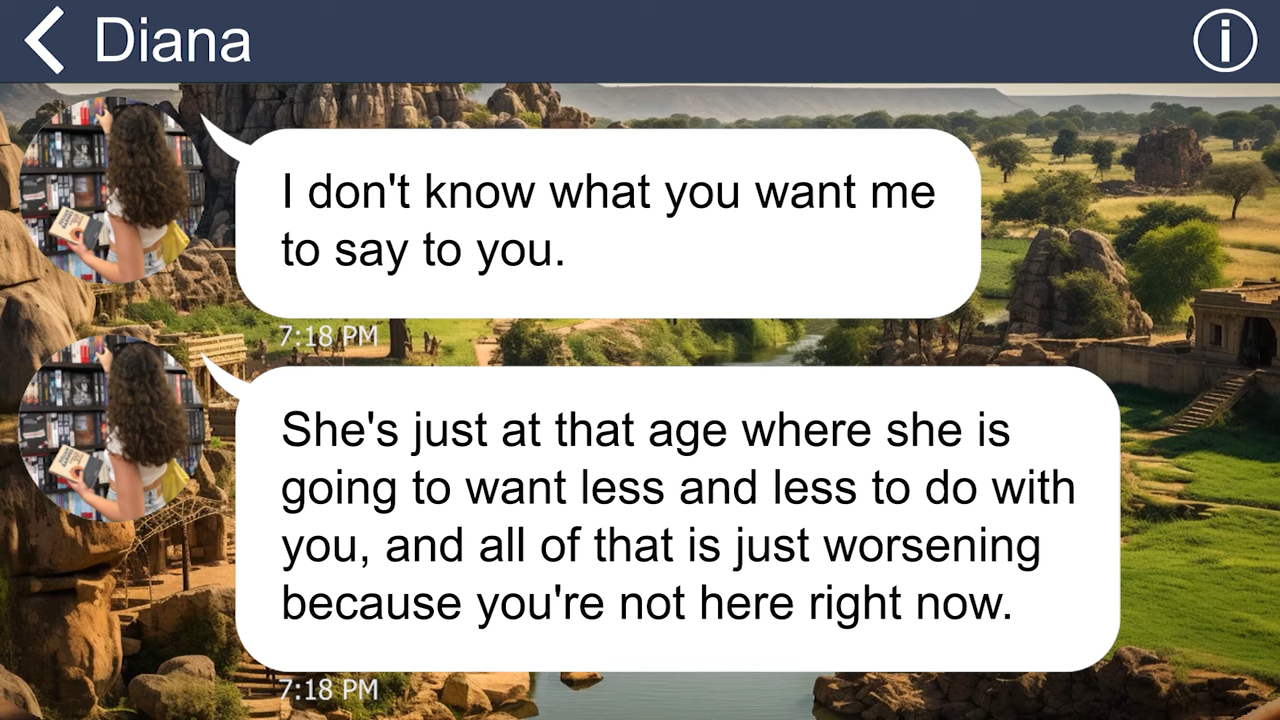 Diana
I don't know what you want me
to say to you.
7:18 PM
She's just at that age where she is
going to want less and less to do with
you, and all of that is just worsening
because you're not here right now.
7:18 PM